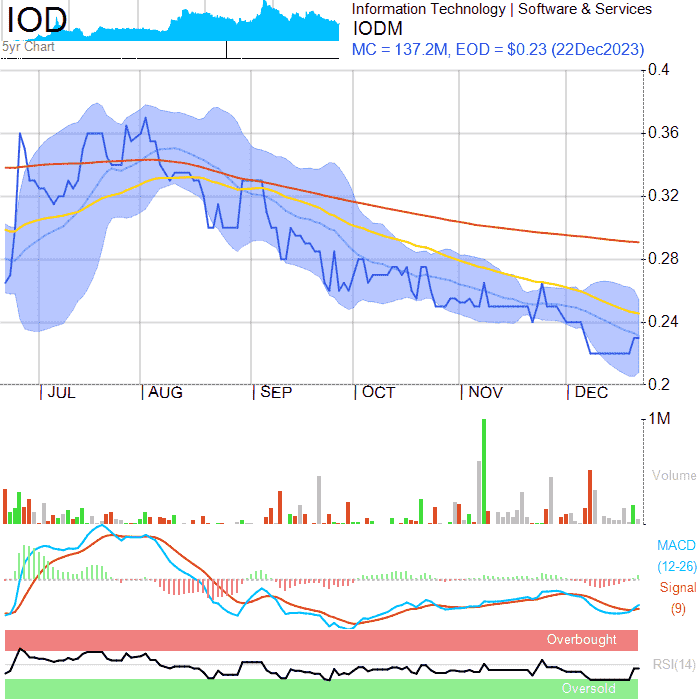 IOD
5yr Chart
Information Technology | Software & Services
IODM
MC = 137.2M, EOD = $0.23 (22Dec2023)
0.4
0.36
0.32
0.28
0.24
0.2
JUL AUG SEP OCT NOV DEC
1M
Volume
MACD
(12-26)
Signal
(9)
Overbought
RSI(14)
Oversold